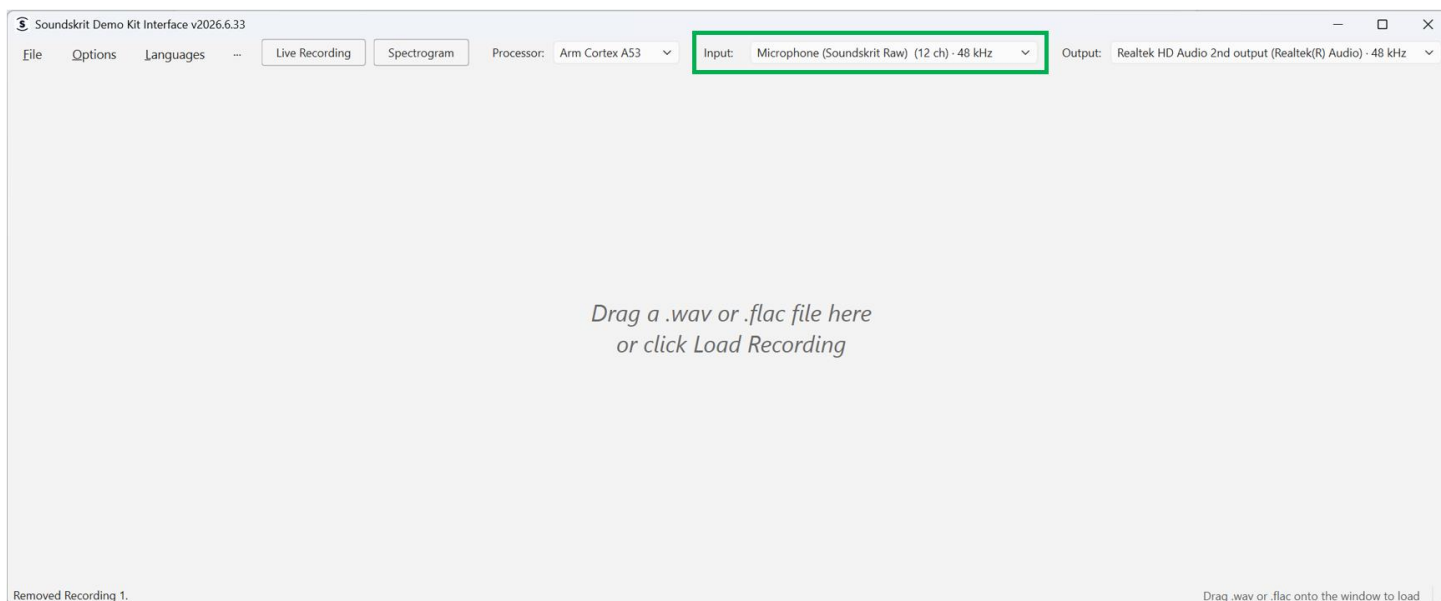 Soundskrit Demo Kit Interface v2026.6.33
File Options Languages ... Live Recording Spectrogram Processor: Arm Cortex A53 Input: Microphone (Soundskrit Raw) (12 ch) · 48 kHz Output: Realtek HD Audio 2nd output (Realtek(R) Audio) · 48 kHz
Drag a .wav or .flac file here
or click Load Recording
Removed Recording 1. Drag .wav or .flac onto the window to load